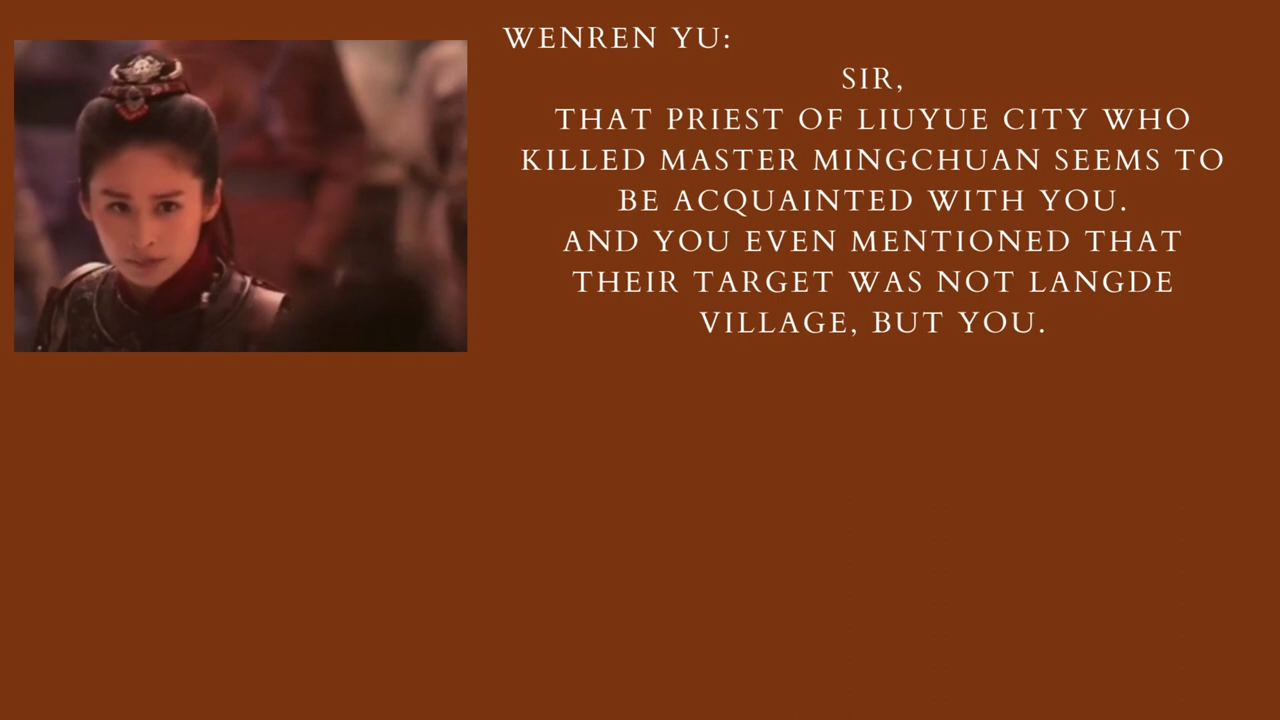 WENREN YU:
SIR,
THAT PRIEST OF LIUYUE CITY WHO
KILLED MASTER MINGCHUAN SEEMS TO
BE ACQUAINTED WITH YOU.
AND YOU EVEN MENTIONED THAT
THEIR TARGET WAS NOT LANGDE
VILLAGE, BUT YOU.